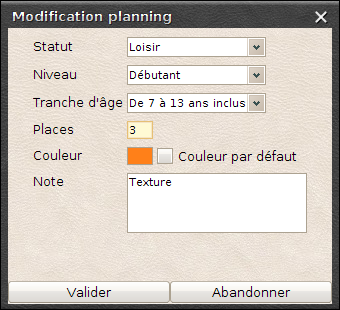 Modification planning
Statut Loisir
Niveau Débutant
Tranche d'âge De 7 à 13 ans inclus
Places 3
Couleur Couleur par défaut
Note Texture
Valider Abandonner